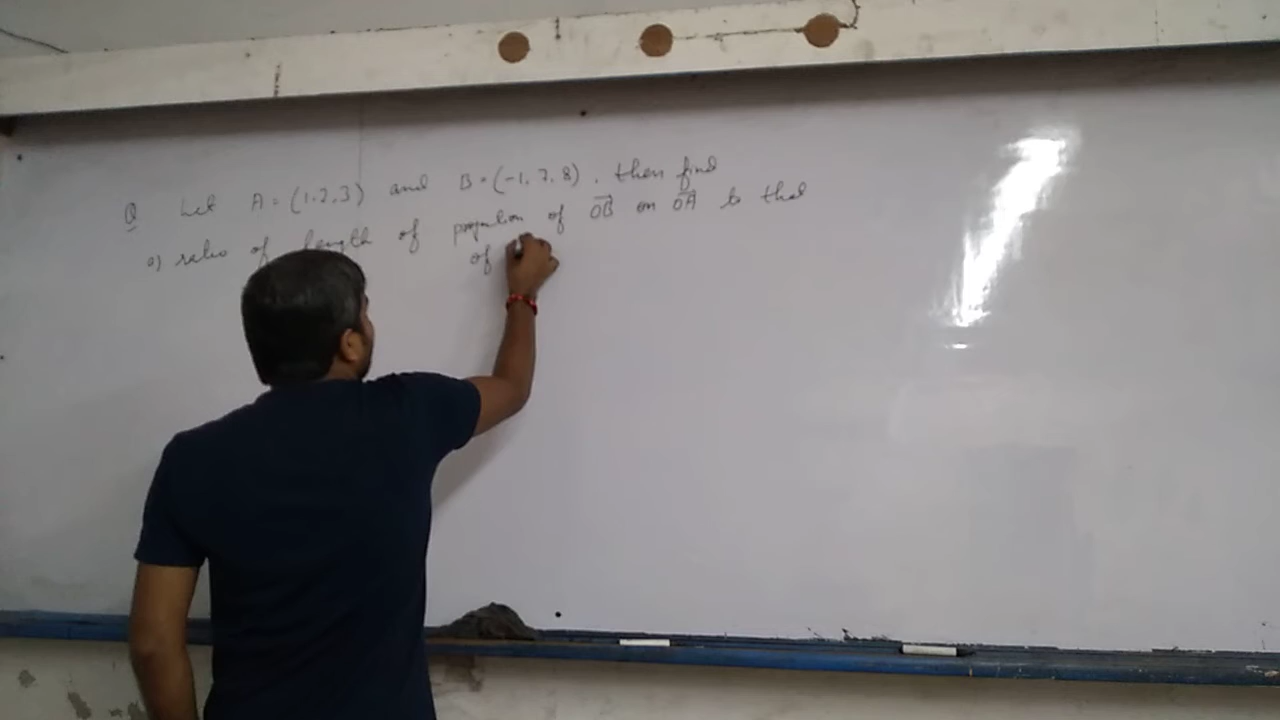 Q Let A = (1, 2, 3) and B = (-1, 7, 8), then find
a) ratio of length of projection of OB on OA to that
of